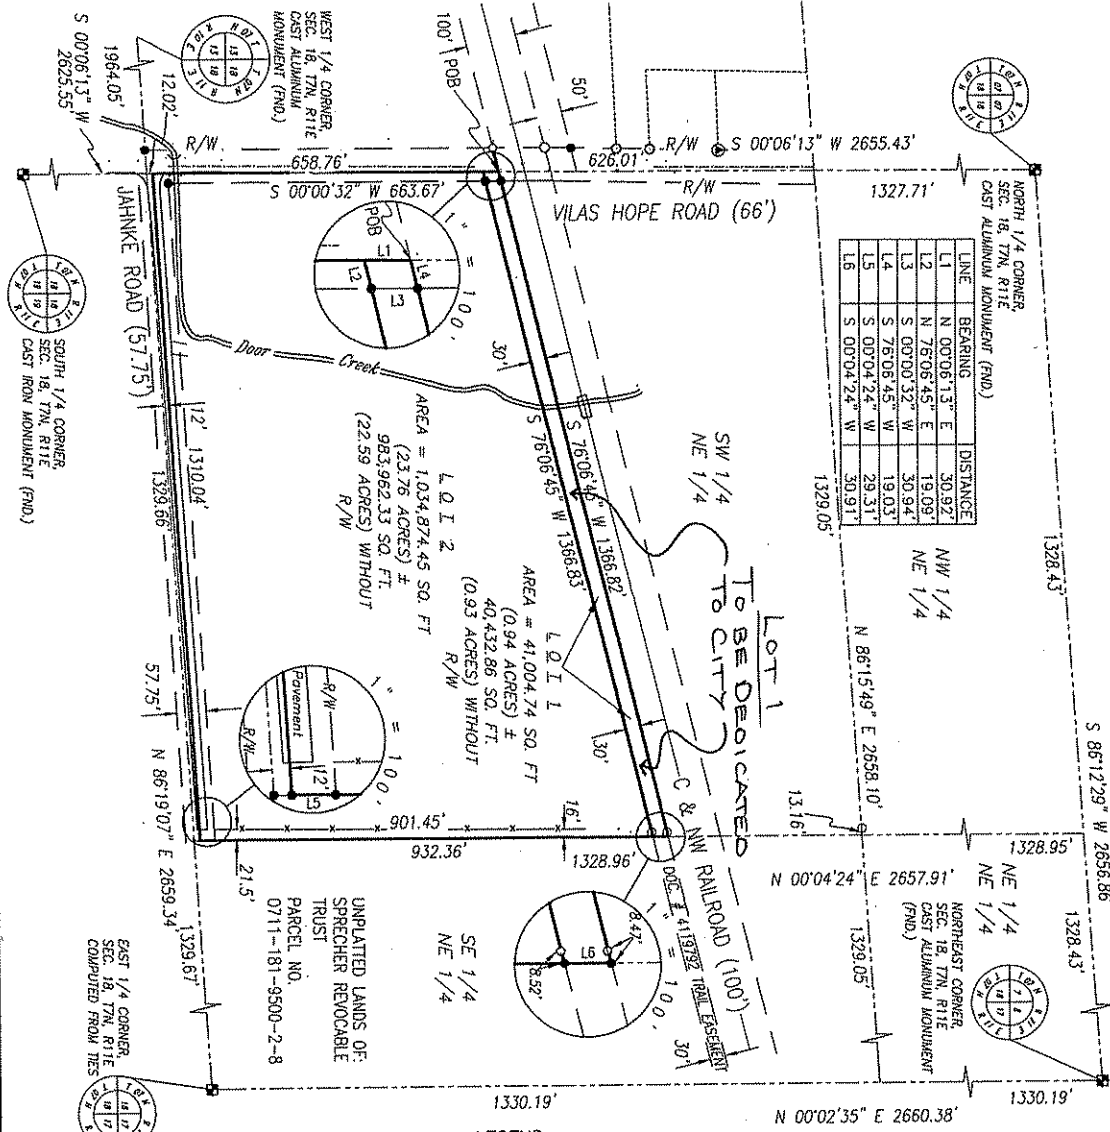 NORTH 1/4 CORNER,
SEC. 18, T7N, R11E
CAST ALUMINUM MONUMENT (FND.)
S 86°12'29" W 2656.86
1328.43'
1328.43'
1327.71'
1328.95'
NE 1/4
NE 1/4
NORTHEAST CORNER,
SEC. 18, T7N, R11E
CAST ALUMINUM MONUMENT
(FND.)
LINE BEARING DISTANCE
L1 N 00°06'13" E 30.92'
L2 N 76°06'45" E 19.09'
L3 S 00°00'32" W 30.94'
L4 S 76°06'45" W 19.03'
L5 S 00°04'24" W 29.31'
L6 S 00°04'24" W 30.91'
NW 1/4
NE 1/4
S 00°06'13" W 2655.43'
R/W
626.01'
R/W
VILAS HOPE ROAD (66')
N 86°15'49" E 2658.10'
1329.05'
1329.05'
13.16'
N 00°04'24" E 2657.91'
50'
100'
POB
SW 1/4
NE 1/4
LOT 1
TO BE DEDICATED
TO CITY
C & NW RAILROAD (100')
DOC. # 4119792 TRAIL EASEMENT
30'
S 76°06'45" W 1366.82'
S 76°06'45" W 1366.83'
30'
30'
WEST 1/4 CORNER,
SEC. 18, T7N, R11E
CAST ALUMINUM
MONUMENT (FND.)
R/W
658.76'
S 00°00'32" W 663.67'
1" = 100'
POB
L1
L2
L3
L4
Door Creek
LOT 1
AREA = 41,004.74 SQ. FT
(0.94 ACRES) ±
40,432.86 SQ. FT.
(0.93 ACRES) WITHOUT
R/W
LOT 2
AREA = 1,034,874.45 SQ. FT
(23.76 ACRES) ±
983,962.33 SQ. FT.
(22.59 ACRES) WITHOUT
R/W
1" = 100'
L6
8.47'
8.52'
SE 1/4
NE 1/4
16'
1328.96'
901.45'
932.36'
21.5'
UNPLATTED LANDS OF:
SPRECHER REVOCABLE
TRUST
PARCEL NO.
0711-181-9500-2-8
1" = 100'
R/W
Pavement
R/W
12'
L5
12.02'
1964.05'
S 00°06'13" W
2625.55'
JAHNKE ROAD (57.75')
12'
1310.04'
1329.66'
57.75'
N 86°19'07" E 2659.34'
1329.67'
SOUTH 1/4 CORNER,
SEC. 18, T7N, R11E
CAST IRON MONUMENT (FND.)
EAST 1/4 CORNER,
SEC. 18, T7N, R11E
COMPUTED FROM TIES
1330.19'
1330.19'
N 00°02'35" E 2660.38'